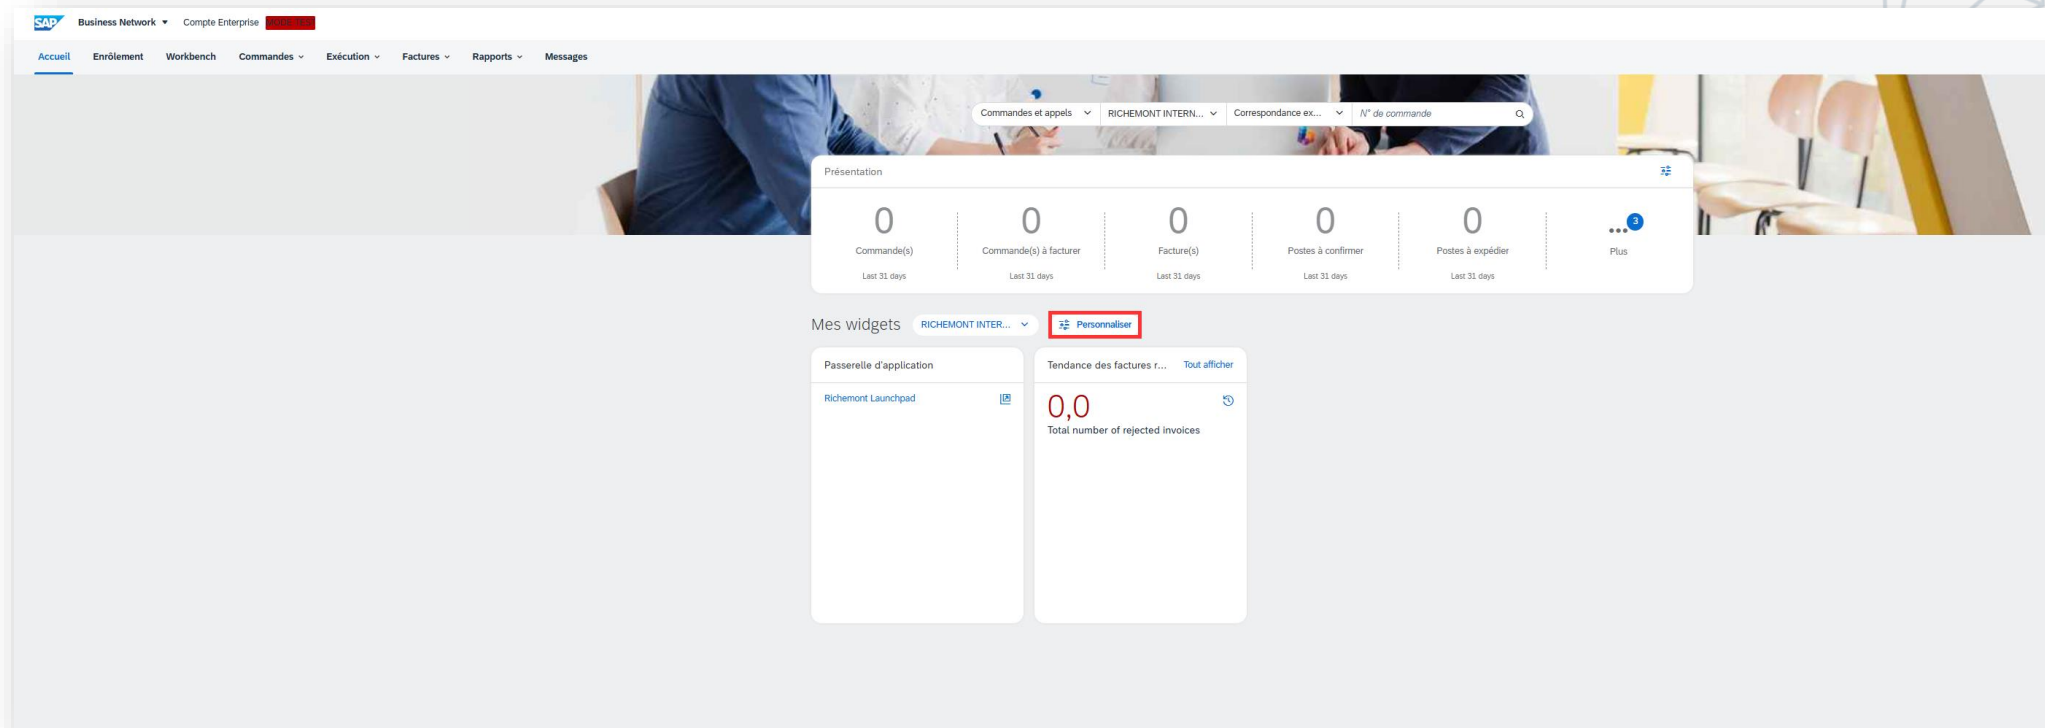 SAP Business Network Compte Enterprise MODE TEST
Accueil Enrôlement Workbench Commandes Exécution Factures Rapports Messages
Commandes et appels RICHEMONT INTERN... Correspondance ex... N° de commande
Présentation
0 0 0 0 0 ... 3
Commande(s) Commande(s) à facturer Facture(s) Postes à confirmer Postes à expédier Plus
Last 31 days Last 31 days Last 31 days Last 31 days Last 31 days
Mes widgets RICHEMONT INTER... Personnaliser
Passerelle d'application Tendance des factures r... Tout afficher
Richemont Launchpad
0,0
Total number of rejected invoices